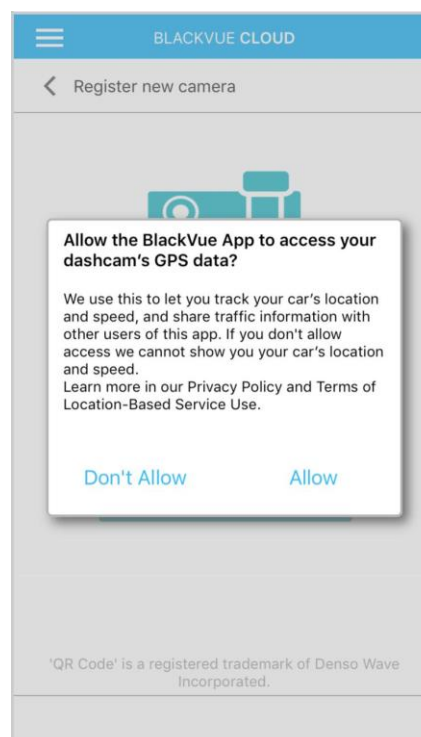 BLACKVUE CLOUD
Register new camera
Allow the BlackVue App to access your
dashcam's GPS data?
We use this to let you track your car's location
and speed, and share traffic information with
other users of this app. If you don't allow
access we cannot show you your car's location
and speed.
Learn more in our Privacy Policy and Terms of
Location-Based Service Use.
Don't Allow Allow
'QR Code' is a registered trademark of Denso Wave
Incorporated.